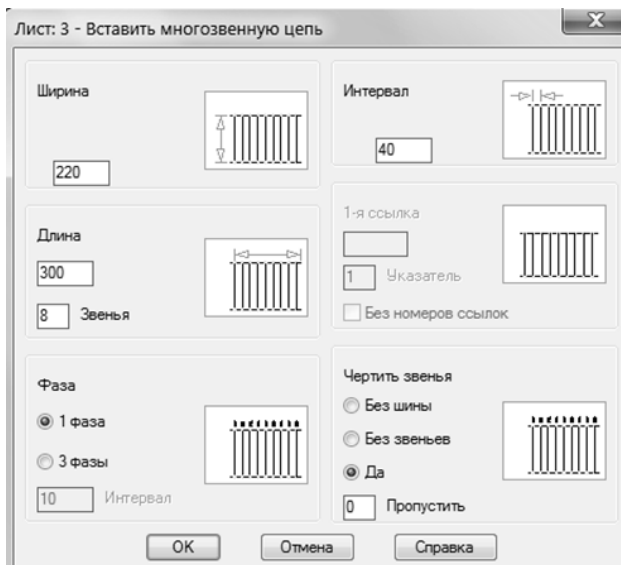 Лист: 3 - Вставить многозвенную цепь
X
Ширина
220
Интервал
40
Длина
300
8 Звенья
1-я ссылка
1 Указатель
Без номеров ссылок
Фаза
1 фаза
3 фазы
10 Интервал
Чертить звенья
Без шины
Без звеньев
Да
0 Пропустить
OK
Отмена
Справка